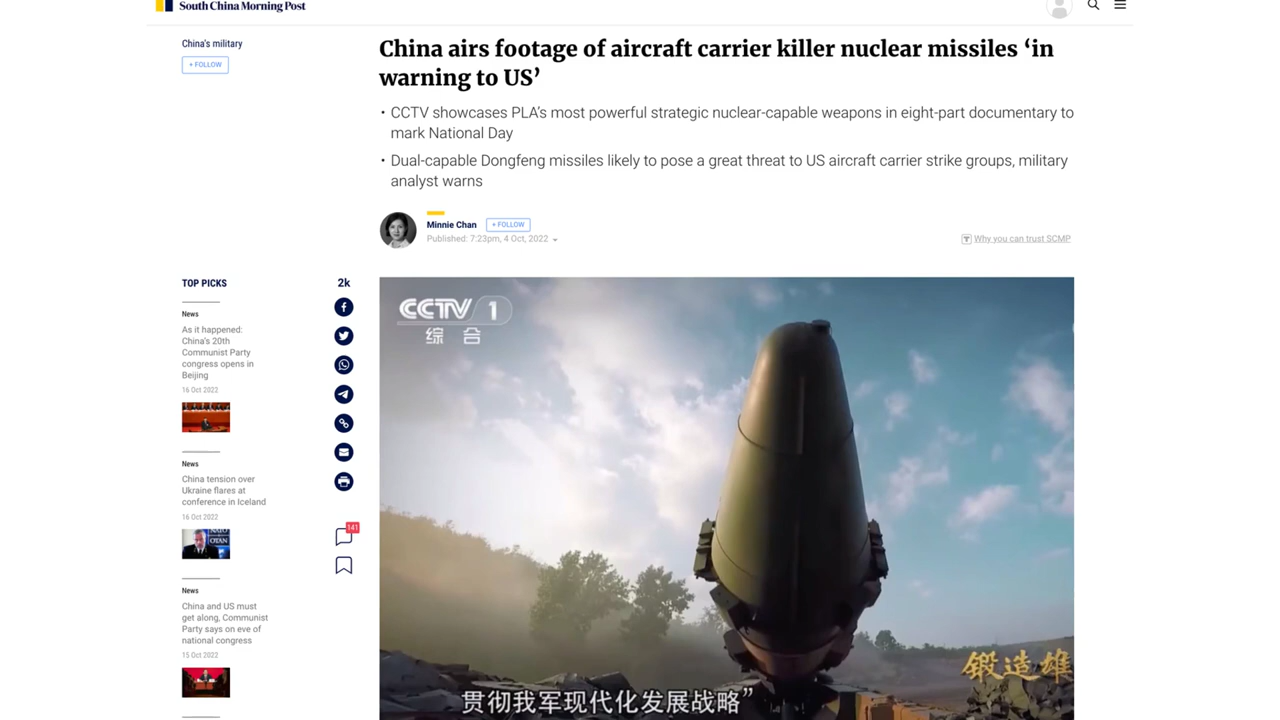 South China Morning Post
China's military
+ FOLLOW
China airs footage of aircraft carrier killer nuclear missiles ‘in
warning to US’
• CCTV showcases PLA’s most powerful strategic nuclear-capable weapons in eight-part documentary to
mark National Day
• Dual-capable Dongfeng missiles likely to pose a great threat to US aircraft carrier strike groups, military
analyst warns
Minnie Chan
+ FOLLOW
Published: 7:23pm, 4 Oct, 2022
Why you can trust SCMP
TOP PICKS
News
As it happened:
China's 20th
Communist Party
congress opens in
Beijing
16 Oct 2022
News
China tension over
Ukraine flares at
conference in Iceland
16 Oct 2022
NATO
OTAN
News
China and US must
get along, Communist
Party says on eve of
national congress
15 Oct 2022
2k
141
CCTV 1
综合
锻造雄
贯彻我军现代化发展战略”